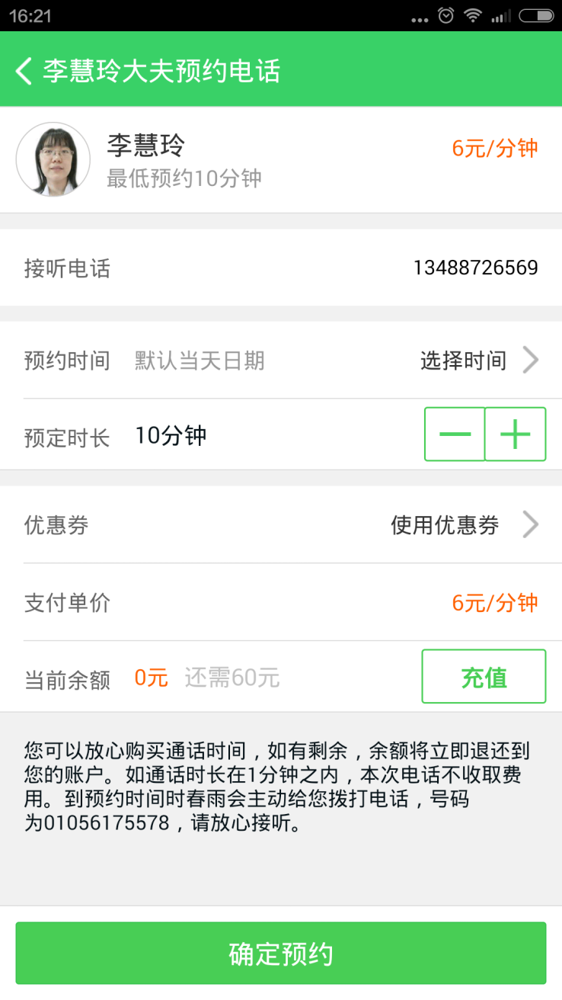 16:21
李慧玲大夫预约电话
李慧玲
6元/分钟
最低预约10分钟
接听电话
13488726569
预约时间 默认当天日期 选择时间
预定时长 10分钟
优惠券 使用优惠券
支付单价 6元/分钟
当前余额 0元 还需60元 充值
您可以放心购买通话时间，如有剩余，余额将立即退还到
您的账户。如通话时长在1分钟之内，本次电话不收取费
用。到预约时间时春雨会主动给您拨打电话，号码
为01056175578，请放心接听。
确定预约